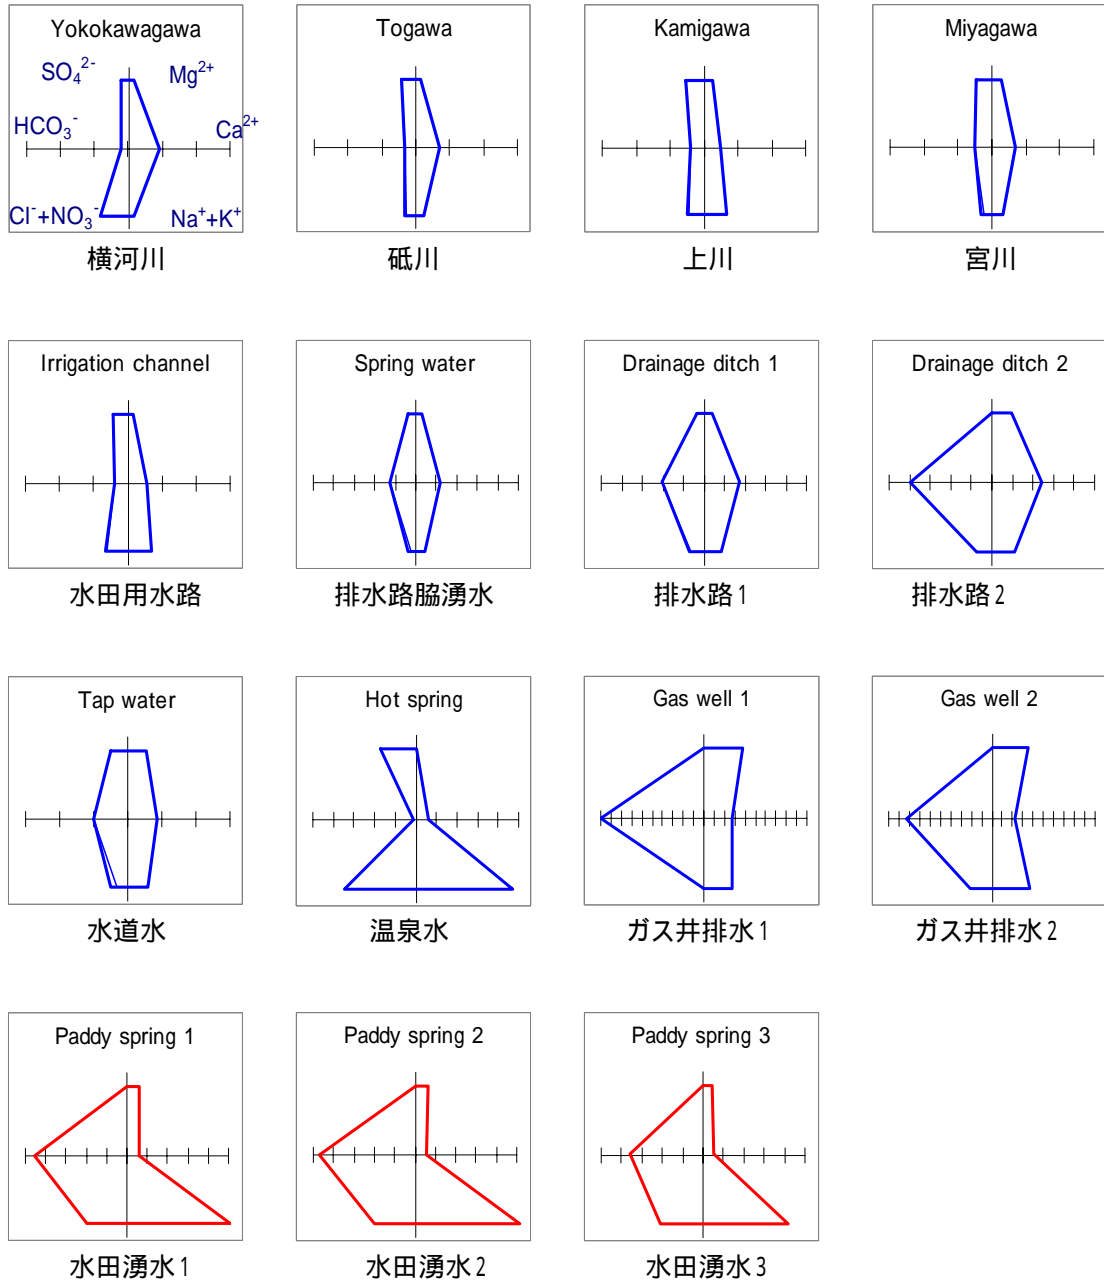 Yokokawagawa
SO₄²⁻ Mg²⁺
HCO₃⁻ Ca²⁺
Cl⁻+NO₃⁻ Na⁺+K⁺
横河川
Togawa
砥川
Kamigawa
上川
Miyagawa
宮川
Irrigation channel
水田用水路
Spring water
排水路脇湧水
Drainage ditch 1
排水路1
Drainage ditch 2
排水路2
Tap water
水道水
Hot spring
温泉水
Gas well 1
ガス井排水1
Gas well 2
ガス井排水2
Paddy spring 1
水田湧水1
Paddy spring 2
水田湧水2
Paddy spring 3
水田湧水3